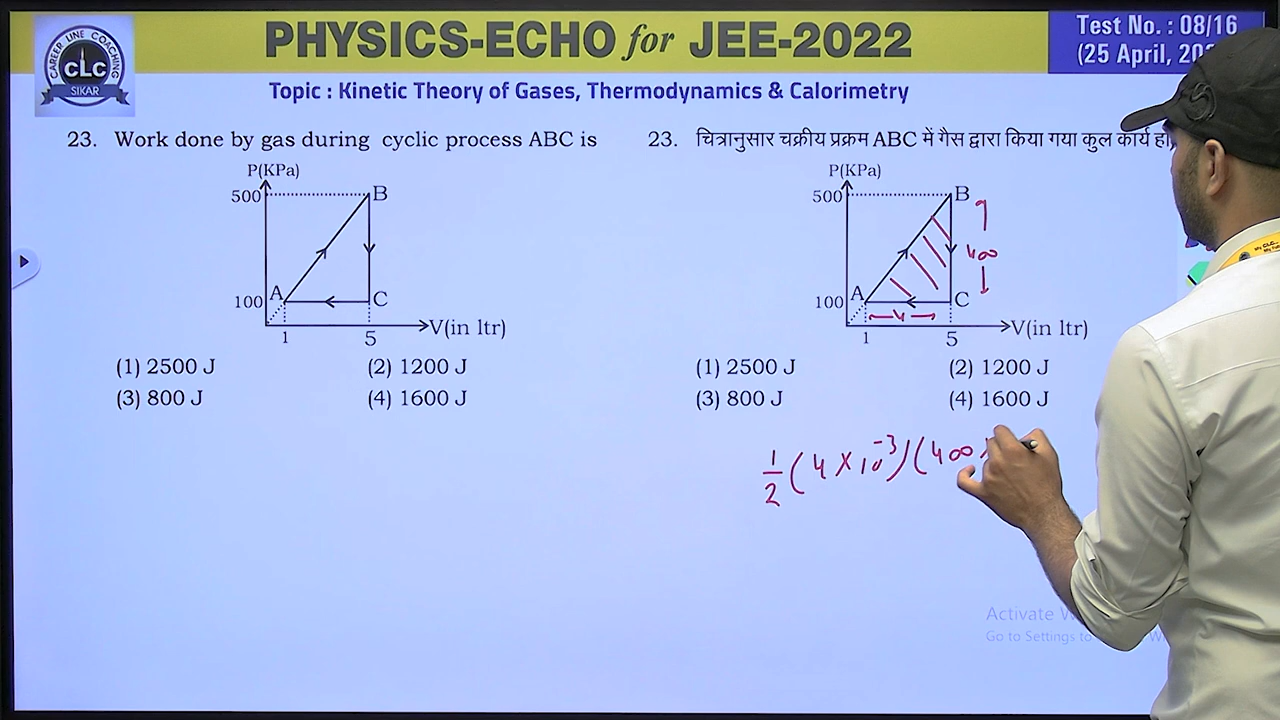 PHYSICS-ECHO for JEE-2022
Test No. : 08/16
(25 April,
CAREER LINE COACHING
CLC
SIKAR
Topic : Kinetic Theory of Gases, Thermodynamics & Calorimetry
23. Work done by gas during cyclic process ABC is
P(KPa)
500
B
100
A
C
V(in ltr)
1
5
(1) 2500 J
(2) 1200 J
(3) 800 J
(4) 1600 J
23. चित्रानुसार चक्रीय प्रक्रम ABC में गैस द्वारा किया गया कुल कार्य
P(KPa)
500
B
400
100
A
C
4
V(in ltr)
1
5
(1) 2500 J
(2) 1200 J
(3) 800 J
(4) 1600 J
1/2 (4 × 10⁻³) (400
Activate
Go to Settings to